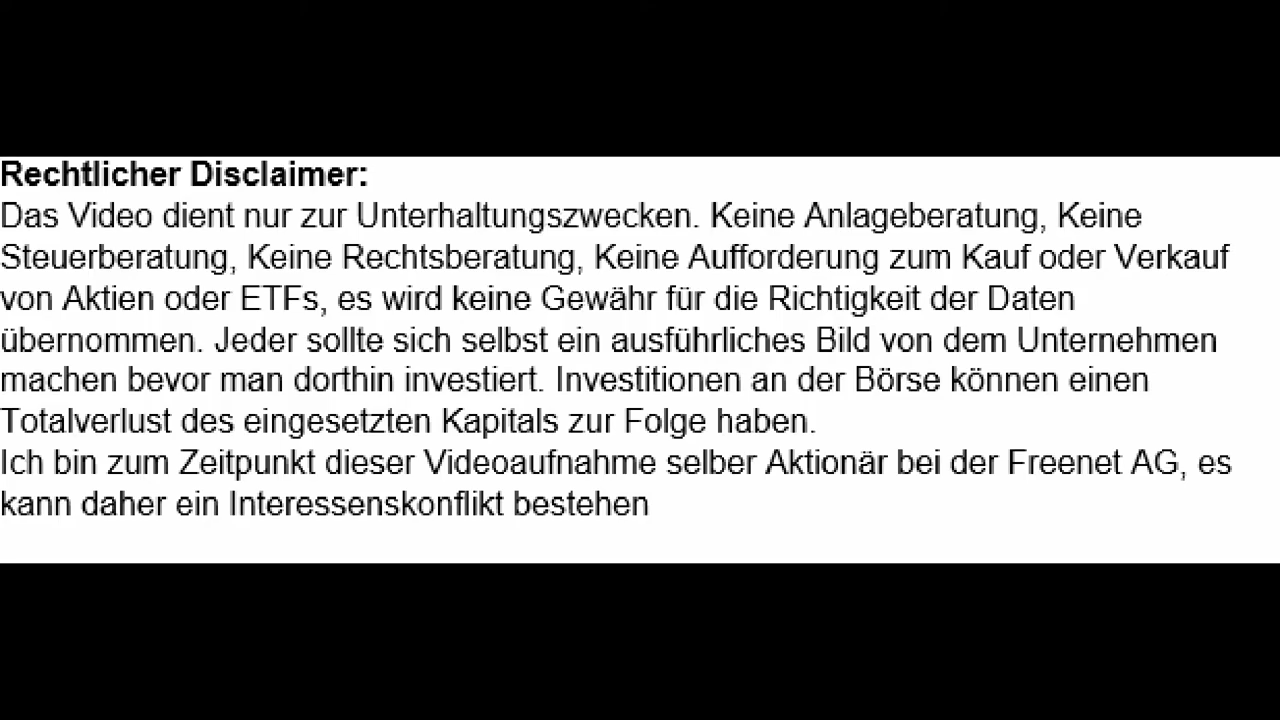 Rechtlicher Disclaimer:
Das Video dient nur zur Unterhaltungszwecken. Keine Anlageberatung, Keine
Steuerberatung, Keine Rechtsberatung, Keine Aufforderung zum Kauf oder Verkauf
von Aktien oder ETFs, es wird keine Gewähr für die Richtigkeit der Daten
übernommen. Jeder sollte sich selbst ein ausführliches Bild von dem Unternehmen
machen bevor man dorthin investiert. Investitionen an der Börse können einen
Totalverlust des eingesetzten Kapitals zur Folge haben.
Ich bin zum Zeitpunkt dieser Videoaufnahme selber Aktionär bei der Freenet AG, es
kann daher ein Interessenskonflikt bestehen